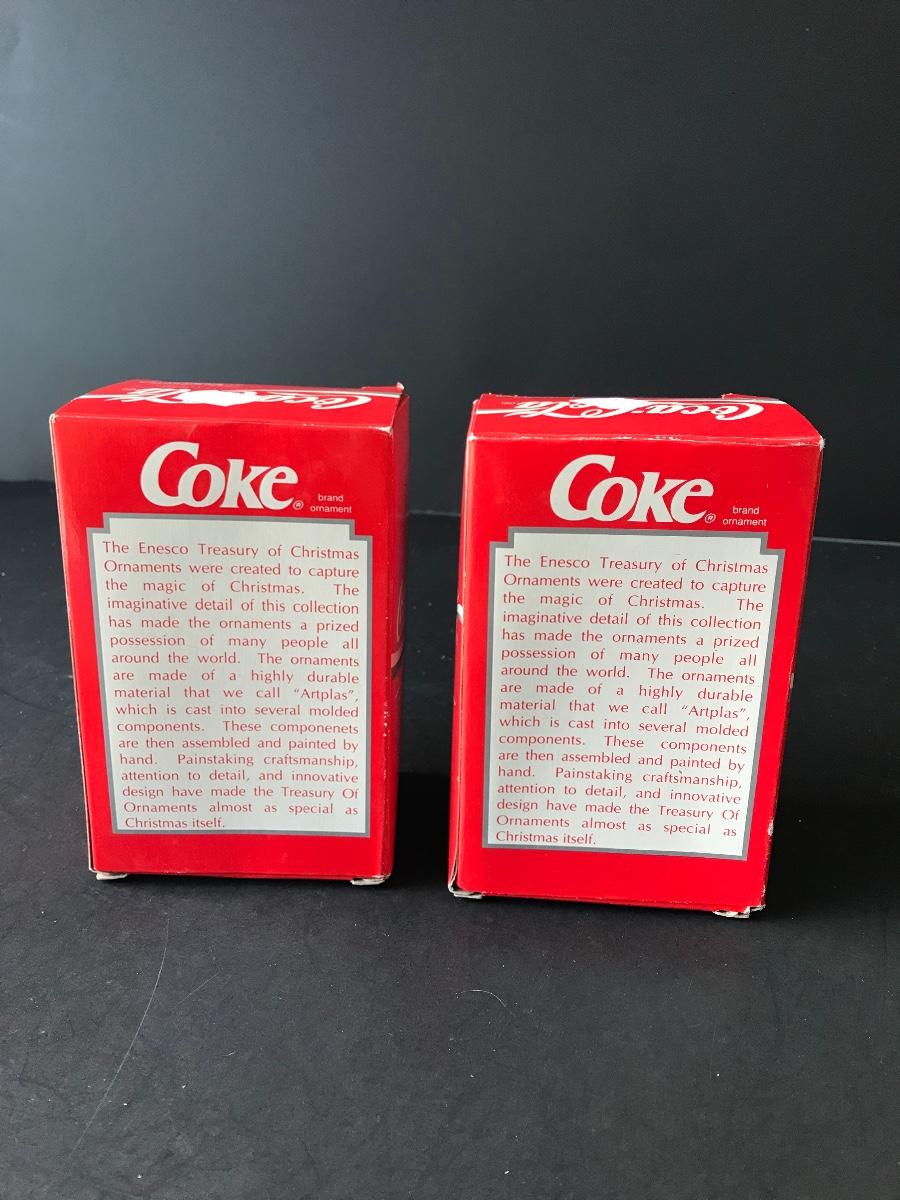 Coca-Cola
Coke®
brand
ornament
The Enesco Treasury of Christmas
Ornaments were created to capture
the magic of Christmas. The
imaginative detail of this collection
has made the ornaments a prized
possession of many people all
around the world. The ornaments
are made of a highly durable
material that we call “Artplas”,
which is cast into several molded
components. These componenets
are then assembled and painted by
hand. Painstaking craftsmanship,
attention to detail, and innovative
design have made the Treasury Of
Ornaments almost as special as
Christmas itself.
Coca-Cola
Coke®
brand
ornament
The Enesco Treasury of Christmas
Ornaments were created to capture
the magic of Christmas. The
imaginative detail of this collection
has made the ornaments a prized
possession of many people all
around the world. The ornaments
are made of a highly durable
material that we call “Artplas”,
which is cast into several molded
components. These components
are then assembled and painted by
hand. Painstaking craftsmanship,
attention to detail, and innovative
design have made the Treasury Of
Ornaments almost as special as
Christmas itself.